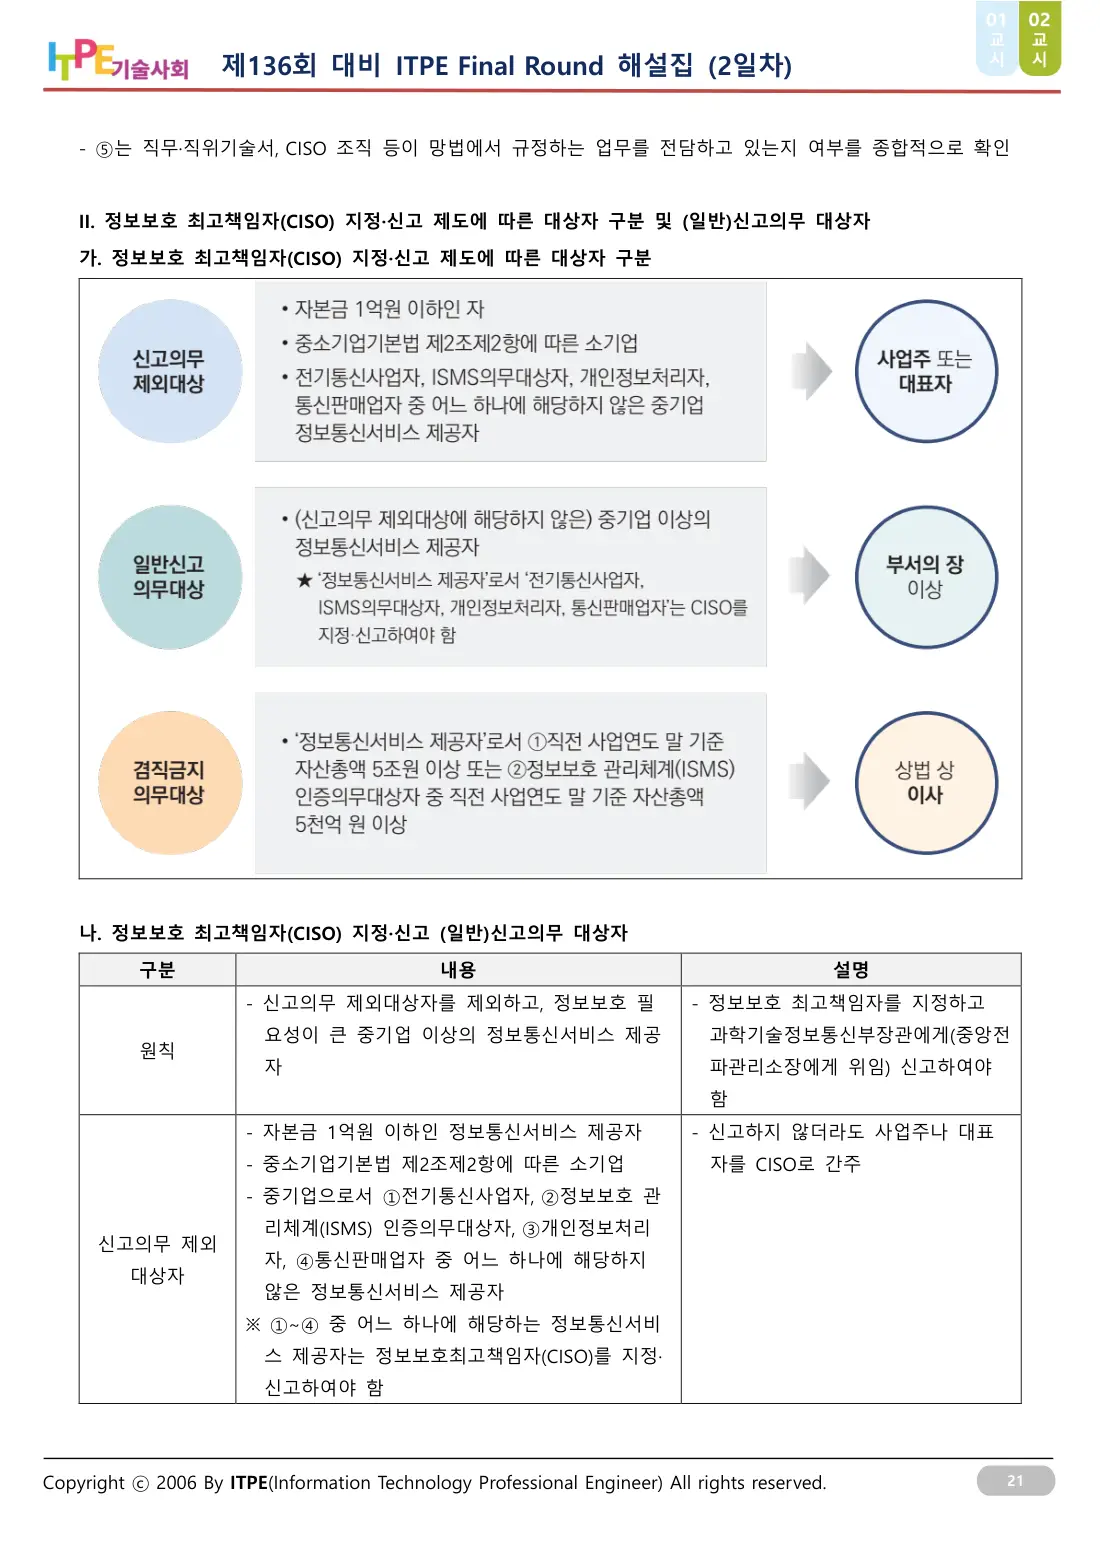 01
교
시
02
교
시
ITPE기술사회
제136회 대비 ITPE Final Round 해설집 (2일차)
- ⑤는 직무·직위기술서, CISO 조직 등이 망법에서 규정하는 업무를 전담하고 있는지 여부를 종합적으로 확인
II. 정보보호 최고책임자(CISO) 지정·신고 제도에 따른 대상자 구분 및 (일반)신고의무 대상자
가. 정보보호 최고책임자(CISO) 지정·신고 제도에 따른 대상자 구분
신고의무
제외대상
• 자본금 1억원 이하인 자
• 중소기업기본법 제2조제2항에 따른 소기업
• 전기통신사업자, ISMS의무대상자, 개인정보처리자,
통신판매업자 중 어느 하나에 해당하지 않은 중기업
정보통신서비스 제공자
사업주 또는
대표자
일반신고
의무대상
• (신고의무 제외대상에 해당하지 않은) 중기업 이상의
정보통신서비스 제공자
★ ‘정보통신서비스 제공자’로서 ‘전기통신사업자,
ISMS의무대상자, 개인정보처리자, 통신판매업자’는 CISO를
지정·신고하여야 함
부서의 장
이상
겸직금지
의무대상
• ‘정보통신서비스 제공자’로서 ①직전 사업연도 말 기준
자산총액 5조원 이상 또는 ②정보보호 관리체계(ISMS)
인증의무대상자 중 직전 사업연도 말 기준 자산총액
5천억 원 이상
상법 상
이사
나. 정보보호 최고책임자(CISO) 지정·신고 (일반)신고의무 대상자
구분
내용
설명
원칙
- 신고의무 제외대상자를 제외하고, 정보보호 필
요성이 큰 중기업 이상의 정보통신서비스 제공
자
- 정보보호 최고책임자를 지정하고
과학기술정보통신부장관에게(중앙전
파관리소장에게 위임) 신고하여야
함
신고의무 제외
대상자
- 자본금 1억원 이하인 정보통신서비스 제공자
- 중소기업기본법 제2조제2항에 따른 소기업
- 중기업으로서 ①전기통신사업자, ②정보보호 관
리체계(ISMS) 인증의무대상자, ③개인정보처리
자, ④통신판매업자 중 어느 하나에 해당하지
않은 정보통신서비스 제공자
※ ①~④ 중 어느 하나에 해당하는 정보통신서비
스 제공자는 정보보호최고책임자(CISO)를 지정·
신고하여야 함
- 신고하지 않더라도 사업주나 대표
자를 CISO로 간주
Copyright ⓒ 2006 By ITPE(Information Technology Professional Engineer) All rights reserved.
21